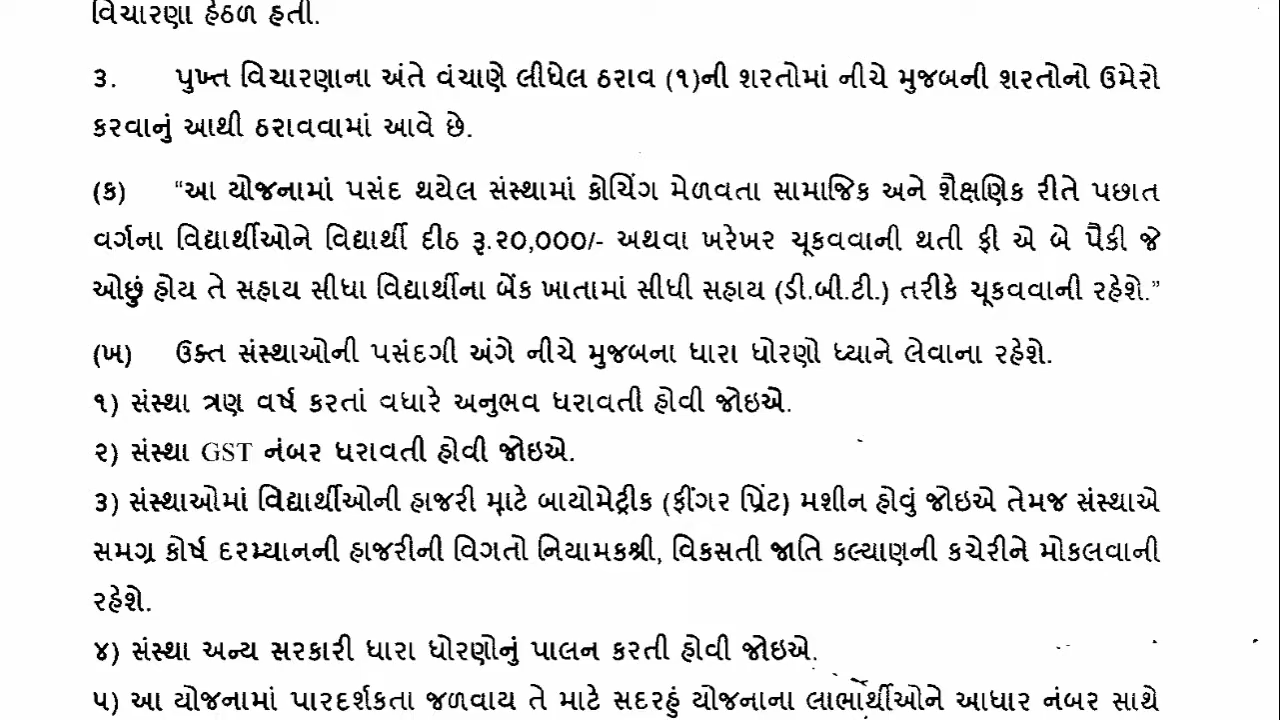 વિચારણા હેઠળ હતી.
૩. પુખ્ત વિચારણાના અંતે વંચાણે લીધેલ ઠરાવ (૧)ની શરતોમાં નીચે મુજબની શરતોનો ઉમેરો
કરવાનું આથી ઠરાવવામાં આવે છે.
(ક) “આ યોજનામાં પસંદ થયેલ સંસ્થામાં કોચિંગ મેળવતા સામાજિક અને શૈક્ષણિક રીતે પછાત
વર્ગના વિદ્યાર્થીઓને વિદ્યાર્થી દીઠ રૂ.૨૦,૦૦૦/- અથવા ખરેખર ચૂકવવાની થતી ફી એ બે પૈકી જે
ઓછું હોય તે સહાય સીધા વિદ્યાર્થીના બેંક ખાતામાં સીધી સહાય (ડી.બી.ટી.) તરીકે ચૂકવવાની રહેશે.”
(ખ) ઉક્ત સંસ્થાઓની પસંદગી અંગે નીચે મુજબના ધારા ધોરણો ધ્યાને લેવાના રહેશે.
૧) સંસ્થા ત્રણ વર્ષ કરતાં વધારે અનુભવ ધરાવતી હોવી જોઇએ.
૨) સંસ્થા GST નંબર ધરાવતી હોવી જોઇએ.
૩) સંસ્થાઓમાં વિદ્યાર્થીઓની હાજરી માટે બાયોમેટ્રીક (ફીંગર પ્રિંટ) મશીન હોવું જોઇએ તેમજ સંસ્થાએ
સમગ્ર કોર્ષ દરમ્યાનની હાજરીની વિગતો નિયામકશ્રી, વિકસતી જાતિ કલ્યાણની કચેરીને મોકલવાની
રહેશે.
૪) સંસ્થા અન્ય સરકારી ધારા ધોરણોનું પાલન કરતી હોવી જોઇએ.
૫) આ યોજનામાં પારદર્શકતા જળવાય તે માટે સદરહું યોજનાના લાભાર્થીઓને આધાર નંબર સાથે